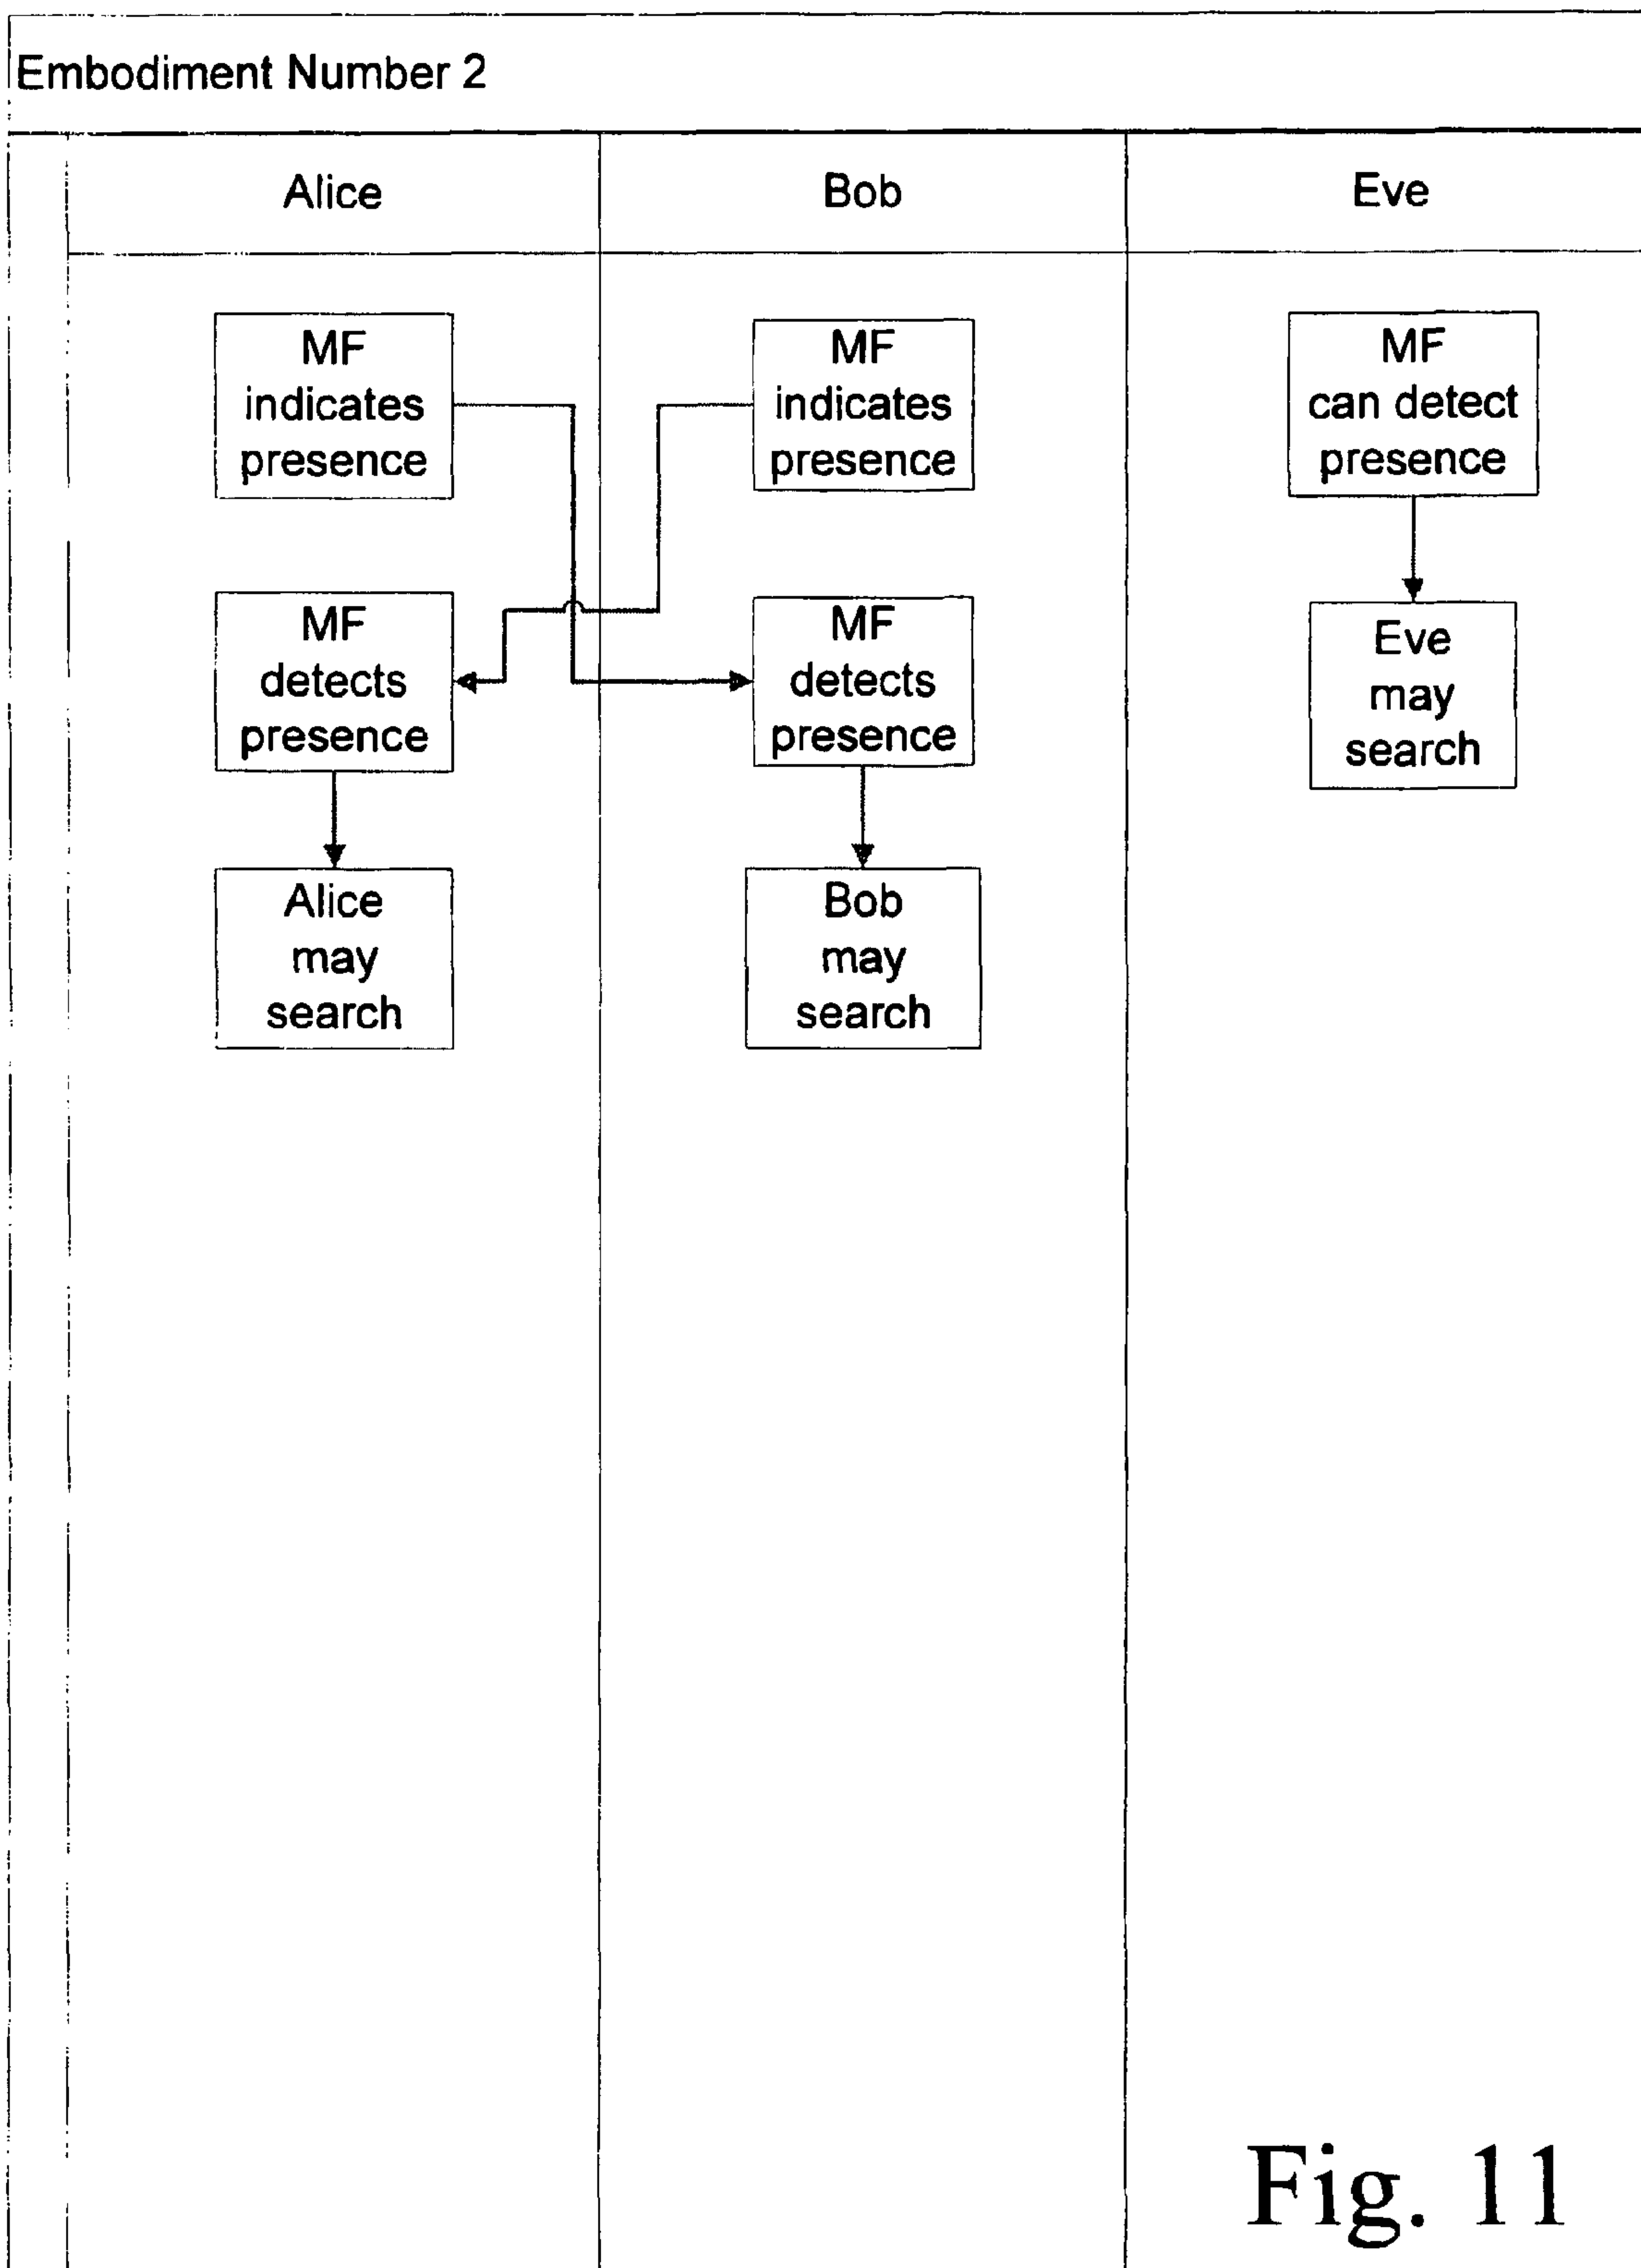 Embodiment Number 2
Alice
Bob
Eve
MF
indicates
presence
MF
indicates
presence
MF
can detect
presence
MF
detects
presence
MF
detects
presence
Eve
may
search
Alice
may
search
Bob
may
search
Fig. 11